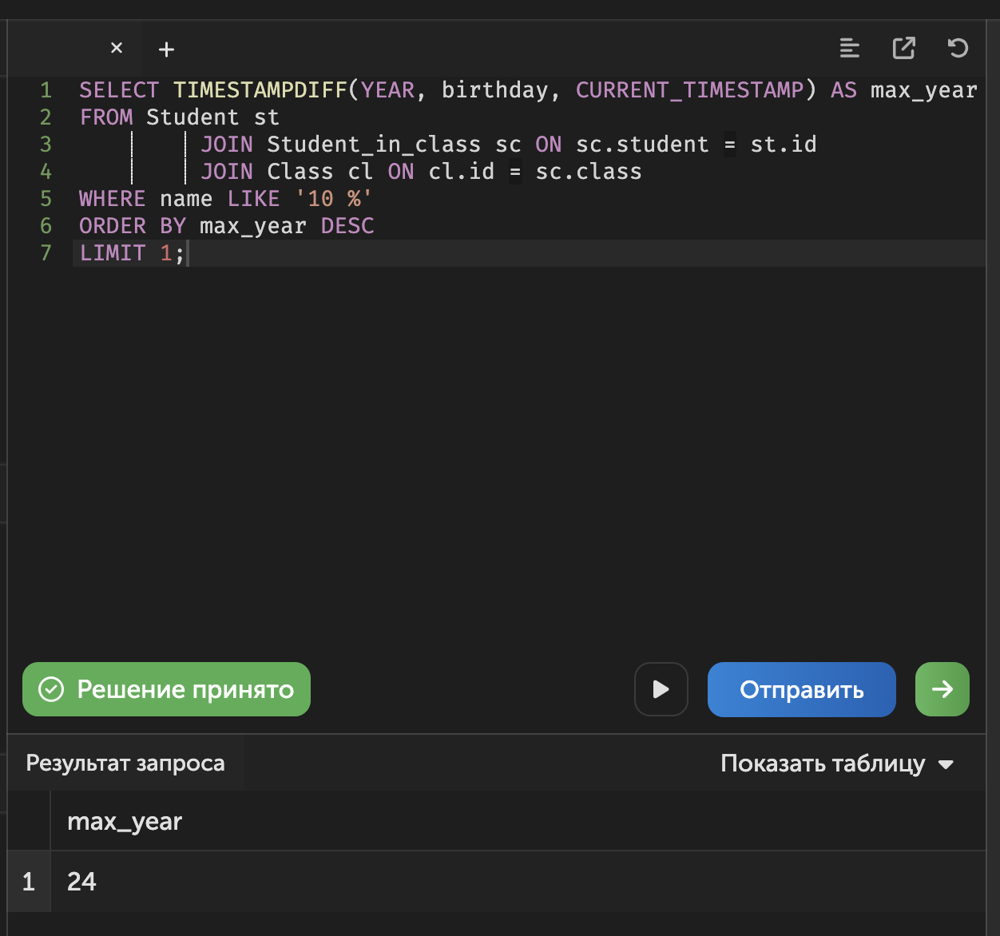 1 SELECT TIMESTAMPDIFF(YEAR, birthday, CURRENT_TIMESTAMP) AS max_year
2 FROM Student st
3 JOIN Student_in_class sc ON sc.student = st.id
4 JOIN Class cl ON cl.id = sc.class
5 WHERE name LIKE '10 %'
6 ORDER BY max_year DESC
7 LIMIT 1;
Решение принято
Отправить
Результат запроса
Показать таблицу
max_year
1 24